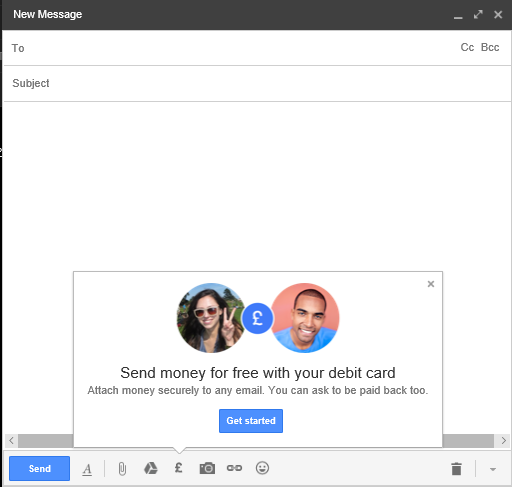 New Message
To Cc Bcc
Subject
£
Send money for free with your debit card
Attach money securely to any email. You can ask to be paid back too.
Get started
Send A £